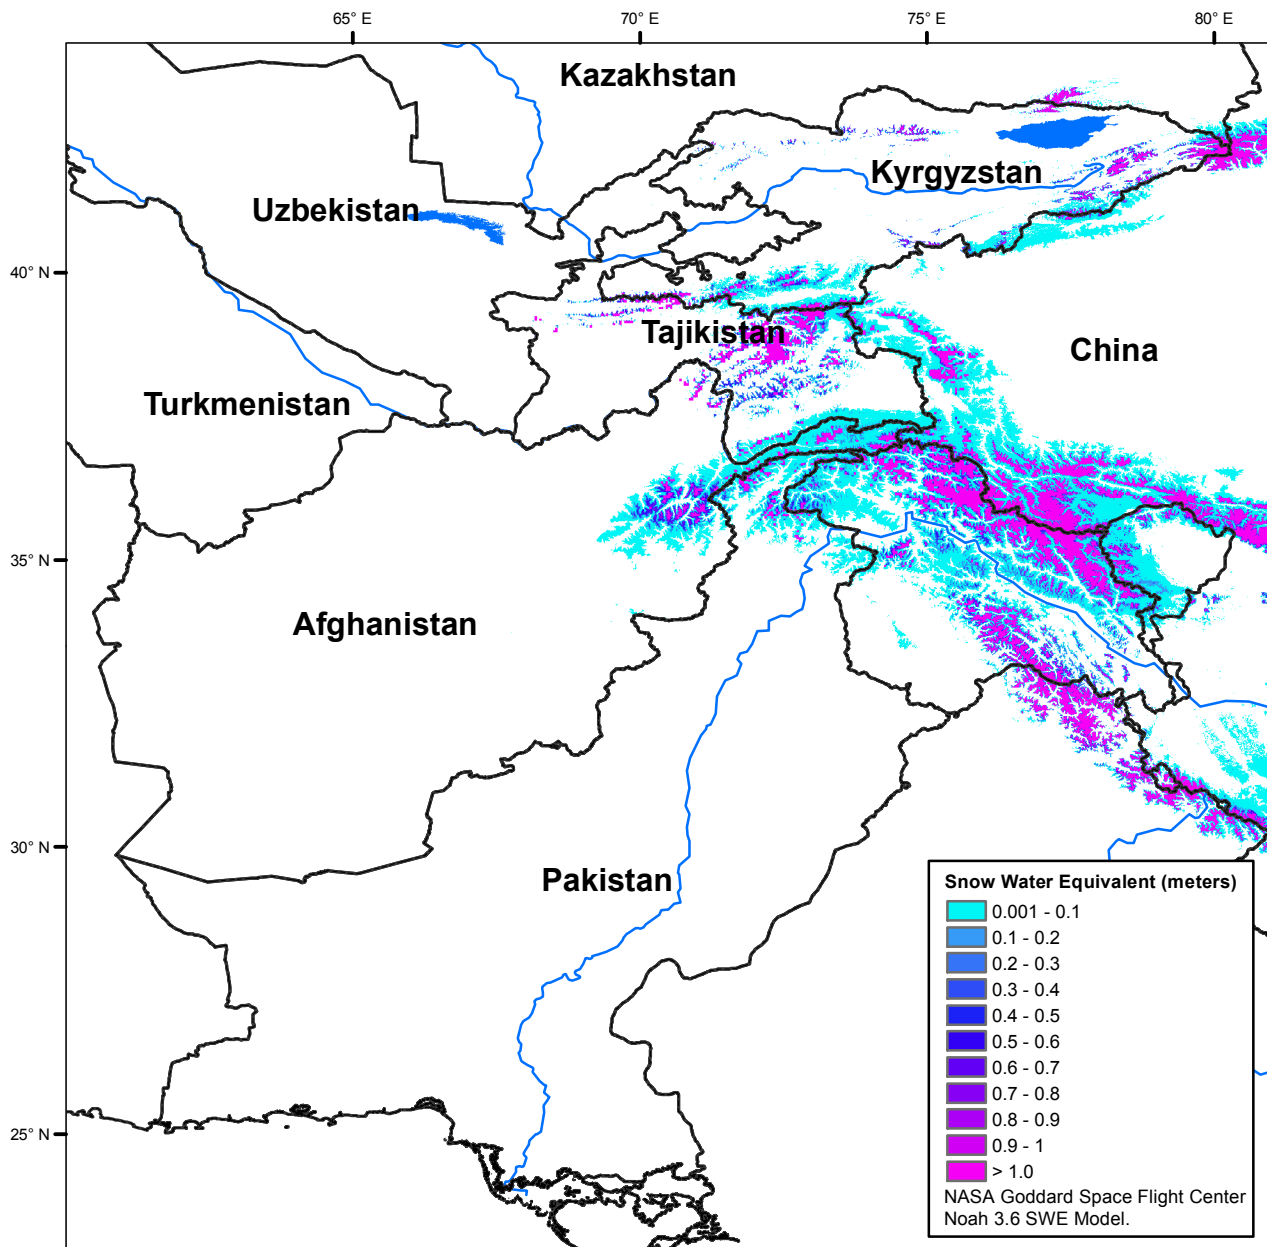 65° E
70° E
75° E
80° E
Kazakhstan
Kyrgyzstan
Uzbekistan
40° N
Tajikistan
China
Turkmenistan
35° N
Afghanistan
30° N
Pakistan
25° N
Snow Water Equivalent (meters)
0.001 - 0.1
0.1 - 0.2
0.2 - 0.3
0.3 - 0.4
0.4 - 0.5
0.5 - 0.6
0.6 - 0.7
0.7 - 0.8
0.8 - 0.9
0.9 - 1
> 1.0
NASA Goddard Space Flight Center
Noah 3.6 SWE Model.